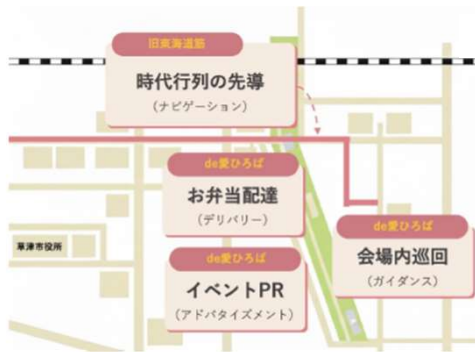 旧東海道筋
時代行列の先導
（ナビゲーション）
de愛ひろば
お弁当配達
（デリバリー）
de愛ひろば
会場内巡回
（ガイダンス）
草津市役所
de愛ひろば
イベントPR
（アドバタイズメント）